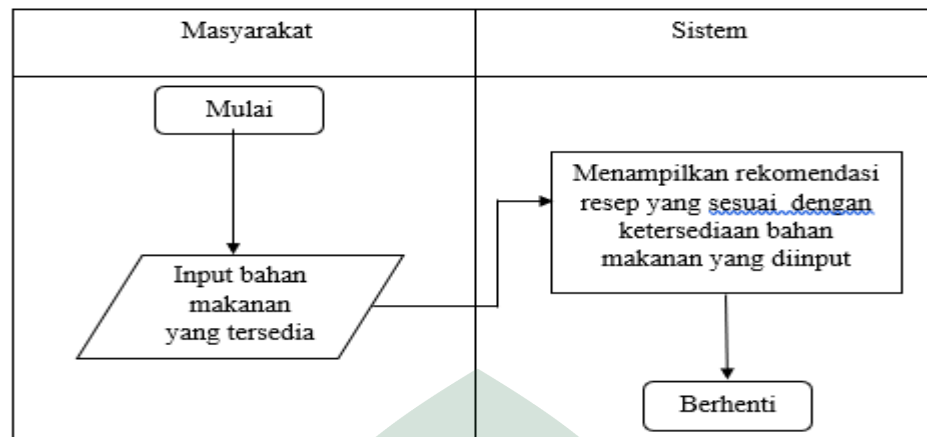 Masyarakat
Sistem
Mulai
Input bahan
makanan
yang tersedia
Menampilkan rekomendasi
resep yang sesuai dengan
ketersediaan bahan
makanan yang diinput
Berhenti